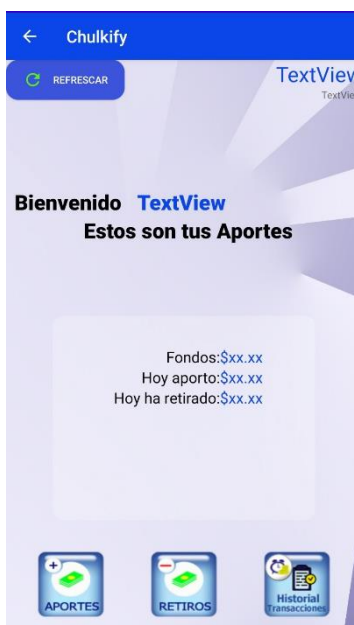 Chulkify
REFRESCAR
TextView
TextVie
Bienvenido TextView
Estos son tus Aportes
Fondos:$xx.xx
Hoy aporto:$xx.xx
Hoy ha retirado:$xx.xx
APORTES
RETIROS
Historial
Transacciones